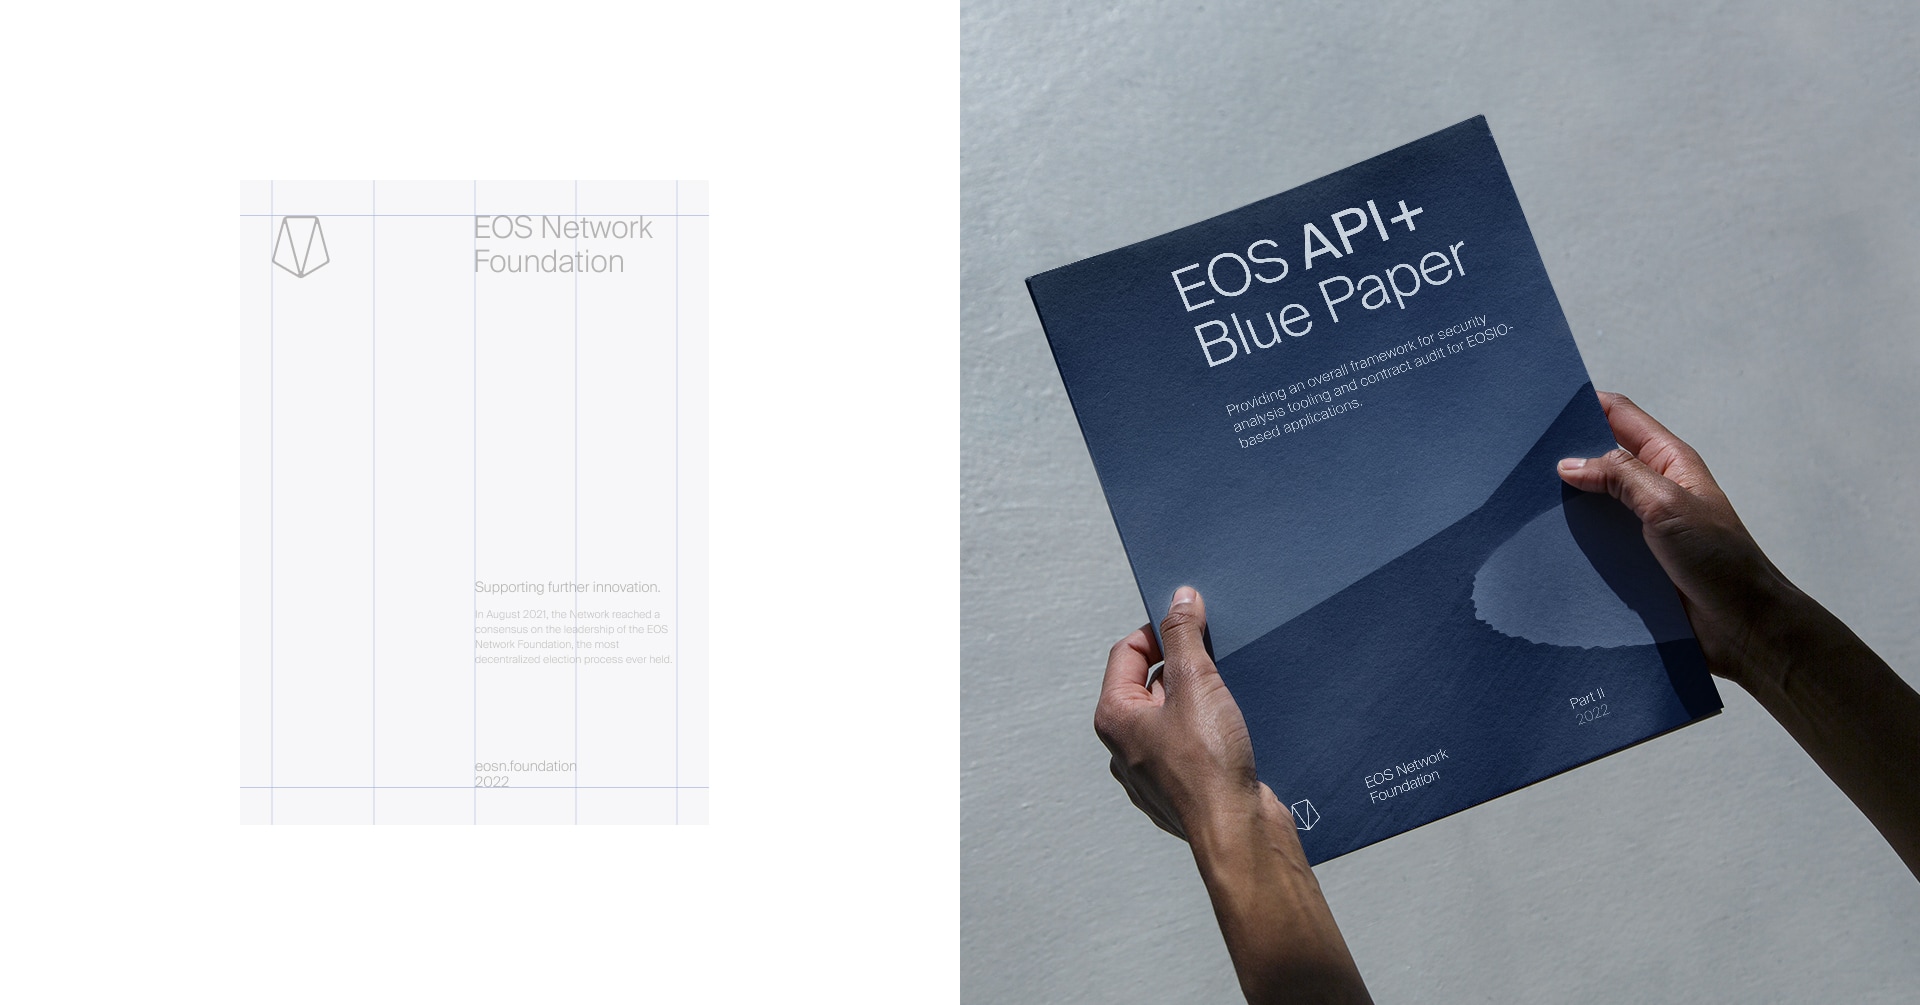 EOS Network
Foundation
Supporting further innovation.
In August 2021, the Network reached a
consensus on the leadership of the EOS
Network Foundation, the most
decentralized election process ever held.
eosn.foundation
2022
EOS API+
Blue Paper
Providing an overall framework for security
analysis tooling and contract audit for EOSIO-
based applications.
Part II
2022
EOS Network
Foundation